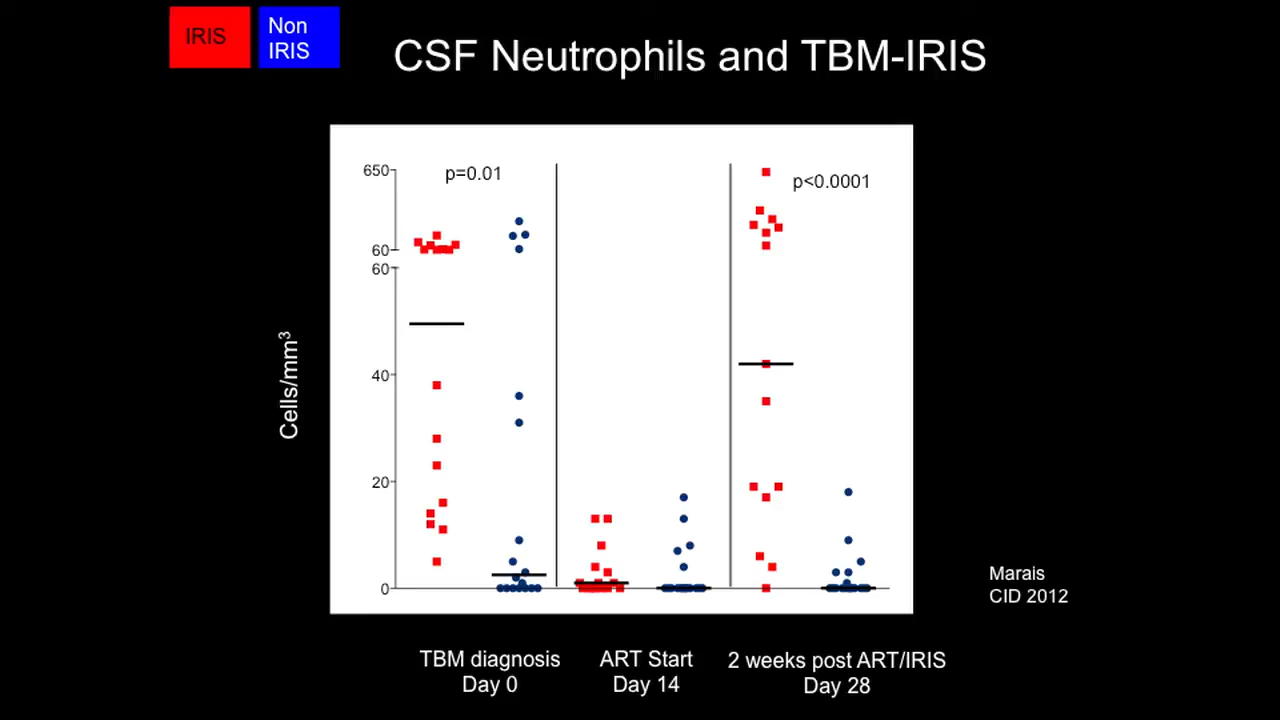 IRIS
Non
IRIS
CSF Neutrophils and TBM-IRIS
650
60
60
40
20
0
p=0.01
p<0.0001
Cells/mm³
Marais
CID 2012
TBM diagnosis
Day 0
ART Start
Day 14
2 weeks post ART/IRIS
Day 28